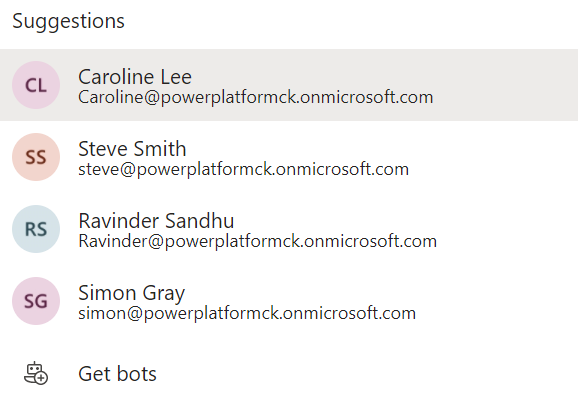 Suggestions
CL
Caroline Lee
Caroline@powerplatformck.onmicrosoft.com
SS
Steve Smith
steve@powerplatformck.onmicrosoft.com
RS
Ravinder Sandhu
Ravinder@powerplatformck.onmicrosoft.com
SG
Simon Gray
simon@powerplatformck.onmicrosoft.com
Get bots